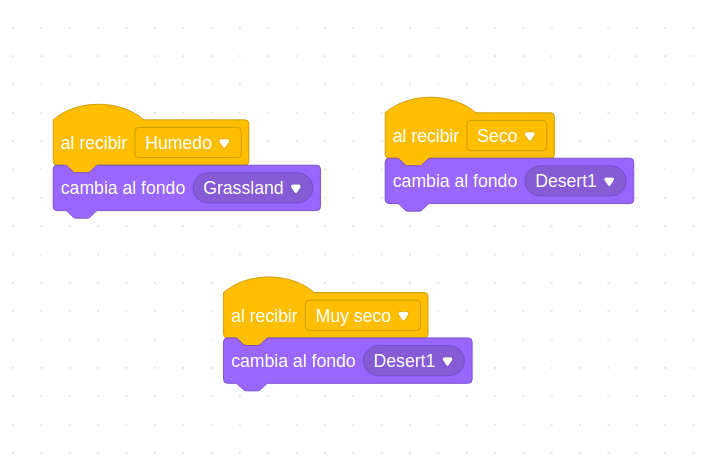 al recibir Humedo
cambia al fondo Grassland
al recibir Seco
cambia al fondo Desert1
al recibir Muy seco
cambia al fondo Desert1